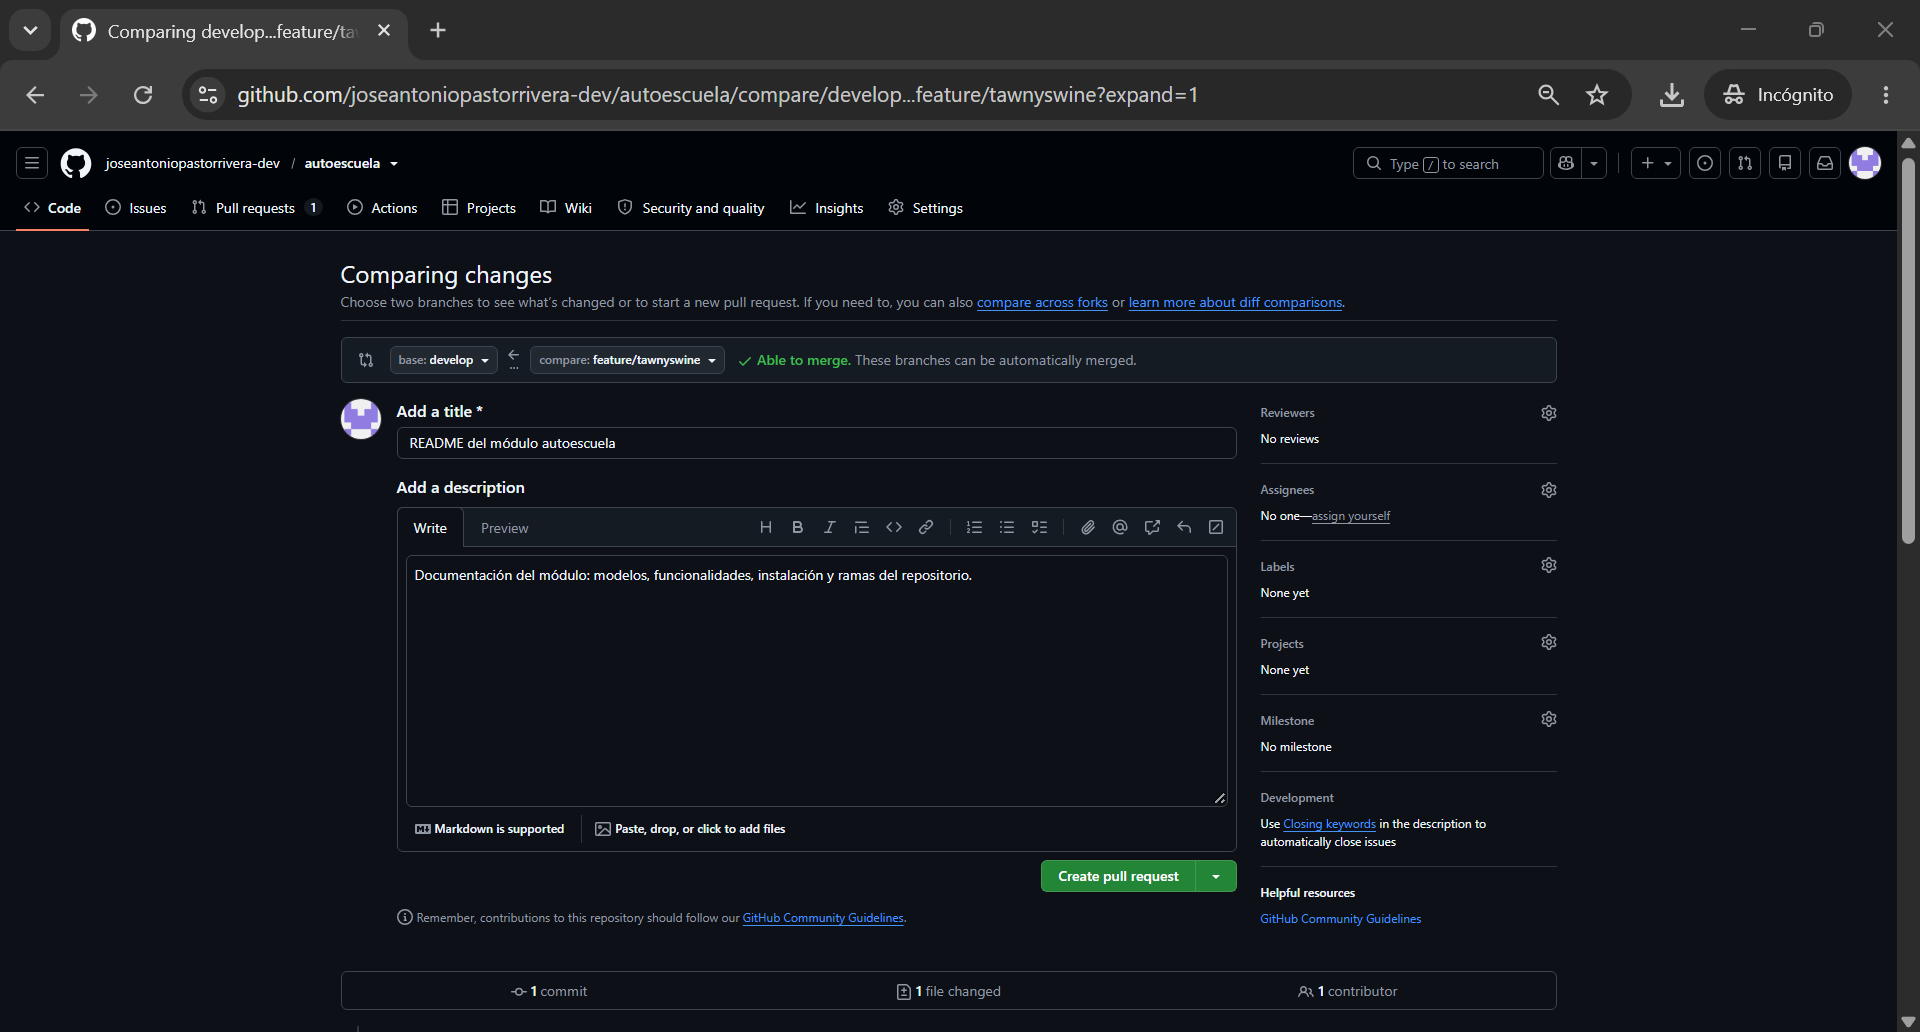 Comparing develop...feature/ta
github.com/joseantoniopastorrivera-dev/autoescuela/compare/develop...feature/tawnyswine?expand=1
Incógnito
joseantoniopastorrivera-dev / autoescuela
Type / to search
Code
Issues
Pull requests 1
Actions
Projects
Wiki
Security and quality
Insights
Settings
Comparing changes
Choose two branches to see what's changed or to start a new pull request. If you need to, you can also compare across forks or learn more about diff comparisons.
base: develop
...
compare: feature/tawnyswine
Able to merge. These branches can be automatically merged.
Add a title *
README del módulo autoescuela
Add a description
Write
Preview
Documentación del módulo: modelos, funcionalidades, instalación y ramas del repositorio.
Markdown is supported
Paste, drop, or click to add files
Create pull request
Remember, contributions to this repository should follow our GitHub Community Guidelines.
Reviewers
No reviews
Assignees
No one—assign yourself
Labels
None yet
Projects
None yet
Milestone
No milestone
Development
Use Closing keywords in the description to
automatically close issues
Helpful resources
GitHub Community Guidelines
1 commit
1 file changed
1 contributor